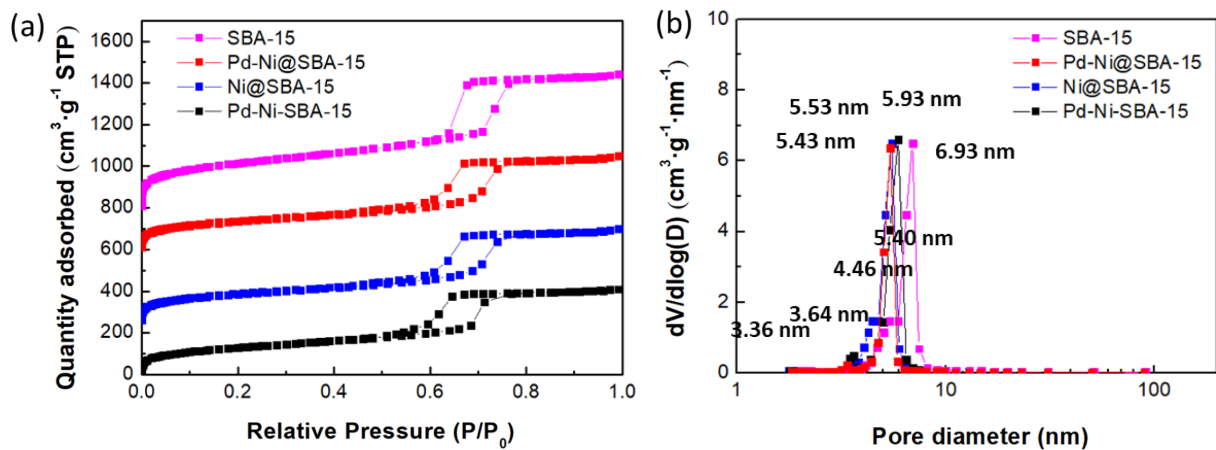 (a)
1600
1400
1200
1000
800
600
400
200
0
Quantity adsorbed (cm³·g⁻¹ STP)
SBA-15
Pd-Ni@SBA-15
Ni@SBA-15
Pd-Ni-SBA-15
0.0 0.2 0.4 0.6 0.8 1.0
Relative Pressure (P/P₀)
(b)
10
8
6
4
2
0
dV/dlog(D) (cm³·g⁻¹·nm⁻¹)
SBA-15
Pd-Ni@SBA-15
Ni@SBA-15
Pd-Ni-SBA-15
5.53 nm
5.93 nm
5.43 nm
6.93 nm
5.40 nm
4.46 nm
3.64 nm
3.36 nm
1 10 100
Pore diameter (nm)